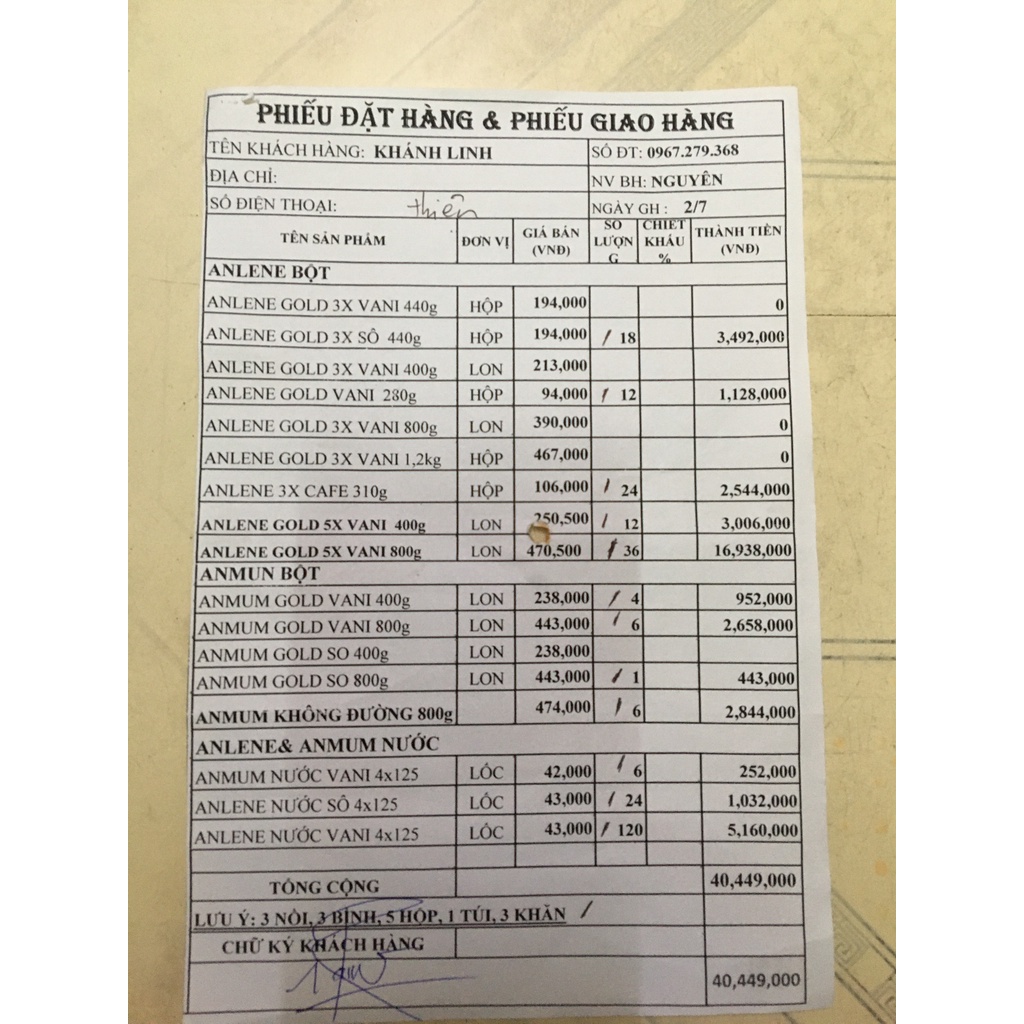 PHIẾU ĐẶT HÀNG & PHIẾU GIAO HÀNG
TÊN KHÁCH HÀNG: KHÁNH LINH SỐ ĐT: 0967.279.368
ĐỊA CHỈ: NV BH: NGUYÊN
SỐ ĐIỆN THOẠI: thiện NGÀY GH : 2/7
TÊN SẢN PHẨM ĐƠN VỊ GIÁ BÁN (VNĐ) SỐ LƯỢNG CHIẾT KHẤU % THÀNH TIỀN (VNĐ)
ANLENE BỘT
ANLENE GOLD 3X VANI 440g HỘP 194,000 0
ANLENE GOLD 3X SÔ 440g HỘP 194,000 / 18 3,492,000
ANLENE GOLD 3X VANI 400g LON 213,000
ANLENE GOLD VANI 280g HỘP 94,000 / 12 1,128,000
ANLENE GOLD 3X VANI 800g LON 390,000 0
ANLENE GOLD 3X VANI 1,2kg HỘP 467,000 0
ANLENE 3X CAFE 310g HỘP 106,000 / 24 2,544,000
ANLENE GOLD 5X VANI 400g LON 250,500 / 12 3,006,000
ANLENE GOLD 5X VANI 800g LON 470,500 / 36 16,938,000
ANMUN BỘT
ANMUM GOLD VANI 400g LON 238,000 / 4 952,000
ANMUM GOLD VANI 800g LON 443,000 / 6 2,658,000
ANMUM GOLD SO 400g LON 238,000
ANMUM GOLD SO 800g LON 443,000 / 1 443,000
ANMUM KHÔNG ĐƯỜNG 800g 474,000 / 6 2,844,000
ANLENE& ANMUM NƯỚC
ANMUM NƯỚC VANI 4x125 LỐC 42,000 / 6 252,000
ANLENE NƯỚC SÔ 4x125 LỐC 43,000 / 24 1,032,000
ANLENE NƯỚC VANI 4x125 LỐC 43,000 / 120 5,160,000
TỔNG CỘNG 40,449,000
LƯU Ý: 3 NỒI, 3 BÌNH, 5 HỘP, 1 TÚI, 3 KHĂN /
CHỮ KÝ KHÁCH HÀNG
40,449,000